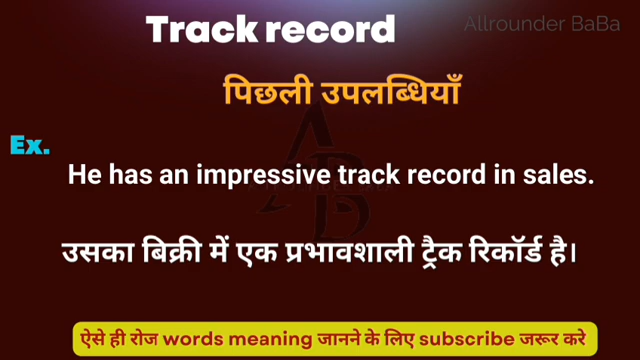 Track record
Allrounder BaBa
पिछली उपलब्धियाँ
Ex.
He has an impressive track record in sales.
उसका बिक्री में एक प्रभावशाली ट्रैक रिकॉर्ड है।
ऐसे ही रोज words meaning जानने के लिए subscribe जरूर करे